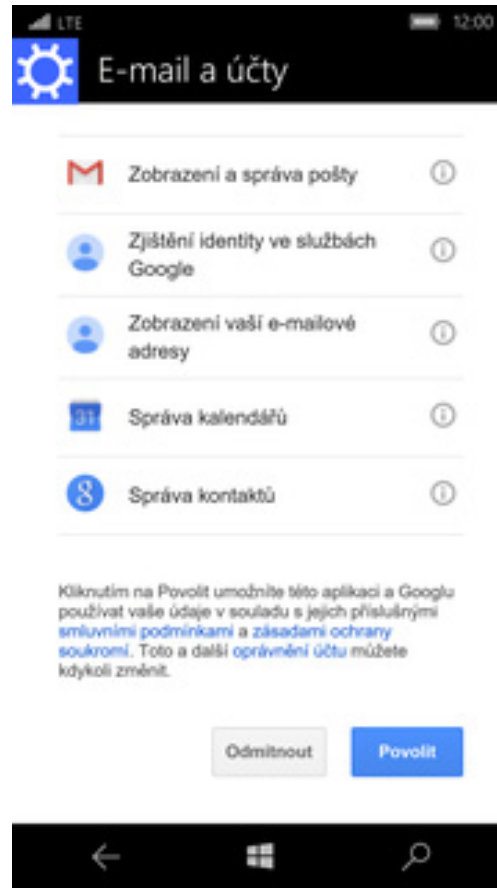 LTE 12:00
E-mail a účty
Zobrazení a správa pošty
Zjištění identity ve službách
Google
Zobrazení vaší e-mailové
adresy
31
Správa kalendářů
8
Správa kontaktů
Kliknutím na Povolit umožníte této aplikaci a Googlu
používat vaše údaje v souladu s jejich příslušnými
smluvními podmínkami a zásadami ochrany
soukromí. Toto a další oprávnění účtu můžete
kdykoli změnit.
Odmítnout Povolit